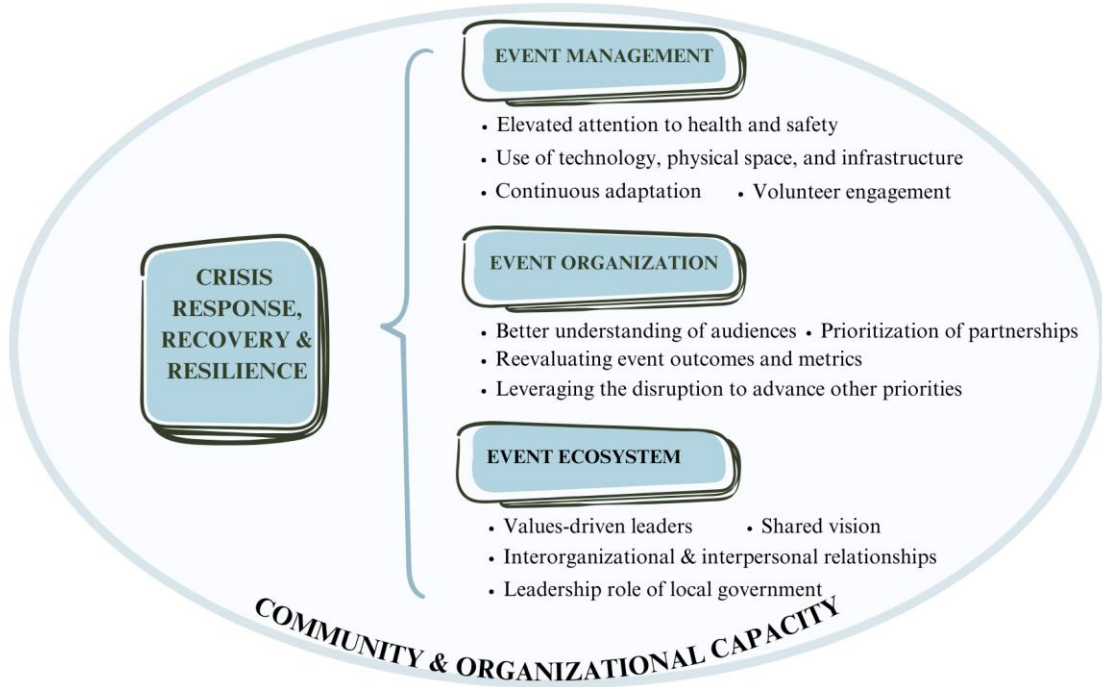 EVENT MANAGEMENT
• Elevated attention to health and safety
• Use of technology, physical space, and infrastructure
• Continuous adaptation • Volunteer engagement
CRISIS
RESPONSE,
RECOVERY &
RESILIENCE
EVENT ORGANIZATION
• Better understanding of audiences • Prioritization of partnerships
• Reevaluating event outcomes and metrics
• Leveraging the disruption to advance other priorities
EVENT ECOSYSTEM
• Values-driven leaders • Shared vision
• Interorganizational & interpersonal relationships
• Leadership role of local government
COMMUNITY & ORGANIZATIONAL CAPACITY